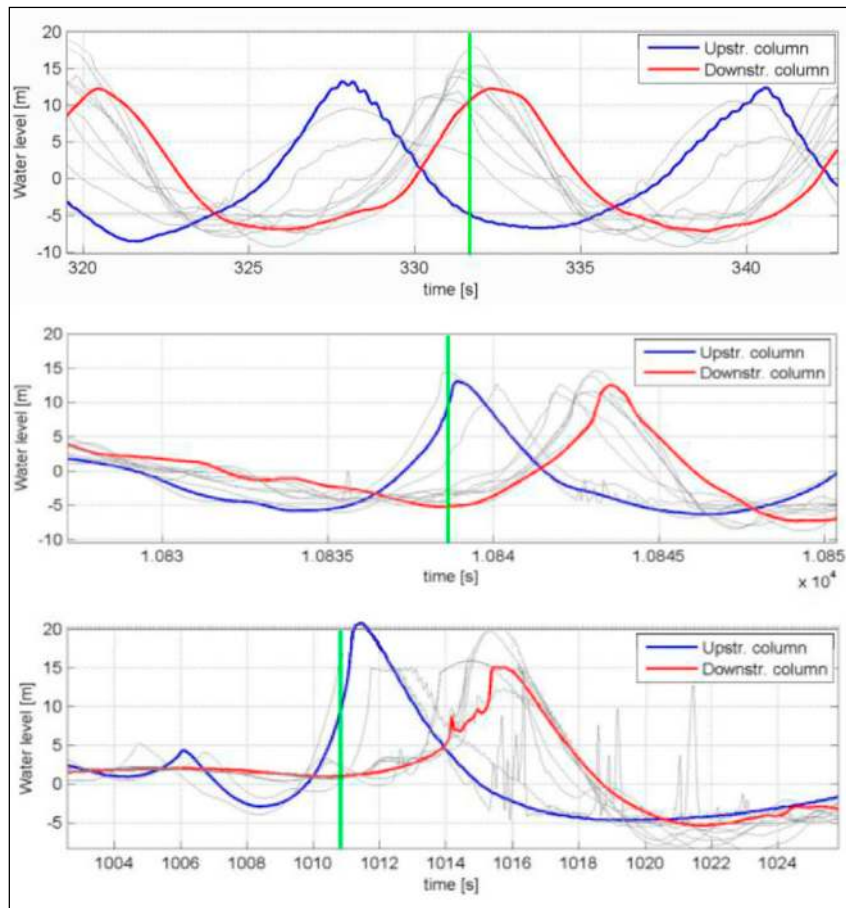 20
15
10
5
0
-5
-10
Water level [m]
Upstr. column
Downstr. column
320 325 330 335 340
time [s]
20
15
10
5
0
-5
-10
Water level [m]
Upstr. column
Downstr. column
1.083 1.0835 1.084 1.0845 1.085
time [s]
x 10⁴
20
15
10
5
0
-5
Water level [m]
Upstr. column
Downstr. column
1004 1006 1008 1010 1012 1014 1016 1018 1020 1022 1024
time [s]